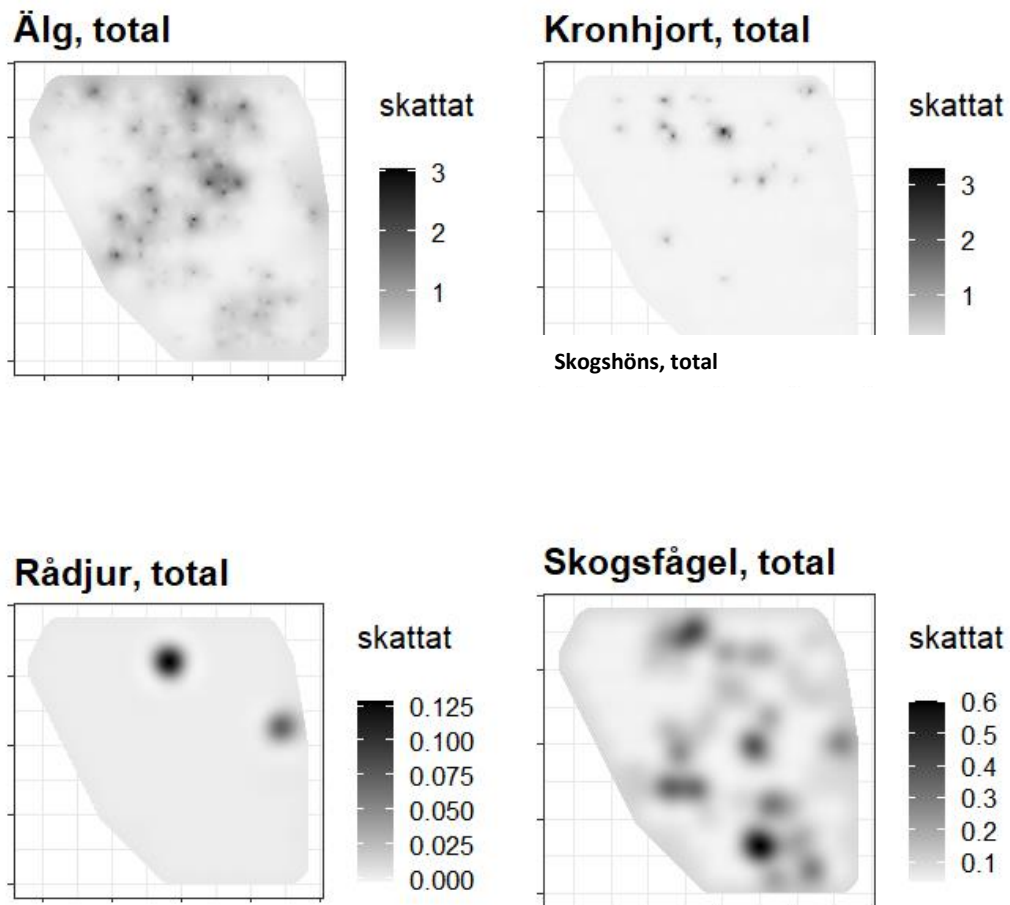 Älg, total
skattat
3
2
1
Kronhjort, total
skattat
3
2
1
Skogshöns, total
Rådjur, total
skattat
0.125
0.100
0.075
0.050
0.025
0.000
Skogsfågel, total
skattat
0.6
0.5
0.4
0.3
0.2
0.1